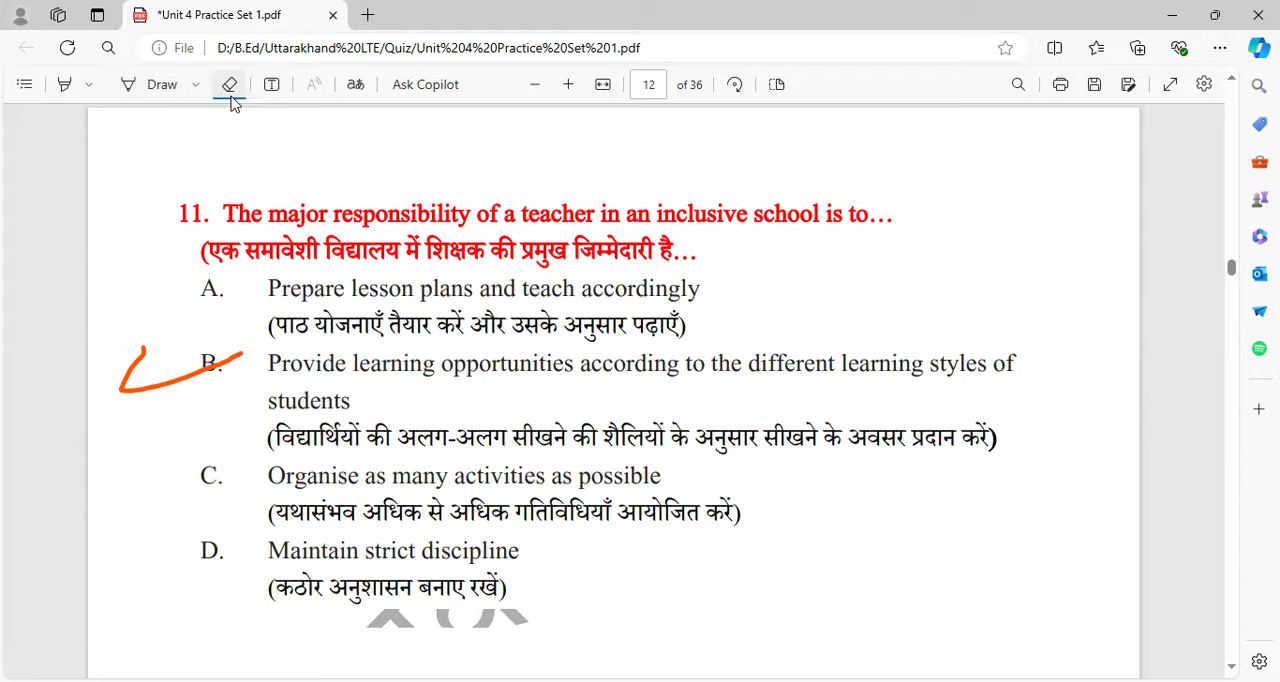 *Unit 4 Practice Set 1.pdf
File D:/B.Ed/Uttarakhand%20LTE/Quiz/Unit%204%20Practice%20Set%201.pdf
Draw Ask Copilot 12 of 36
11. The major responsibility of a teacher in an inclusive school is to…
(एक समावेशी विद्यालय में शिक्षक की प्रमुख जिम्मेदारी है…
A. Prepare lesson plans and teach accordingly
(पाठ योजनाएँ तैयार करें और उसके अनुसार पढ़ाएँ)
B. Provide learning opportunities according to the different learning styles of
students
(विद्यार्थियों की अलग-अलग सीखने की शैलियों के अनुसार सीखने के अवसर प्रदान करें)
C. Organise as many activities as possible
(यथासंभव अधिक से अधिक गतिविधियाँ आयोजित करें)
D. Maintain strict discipline
(कठोर अनुशासन बनाए रखें)